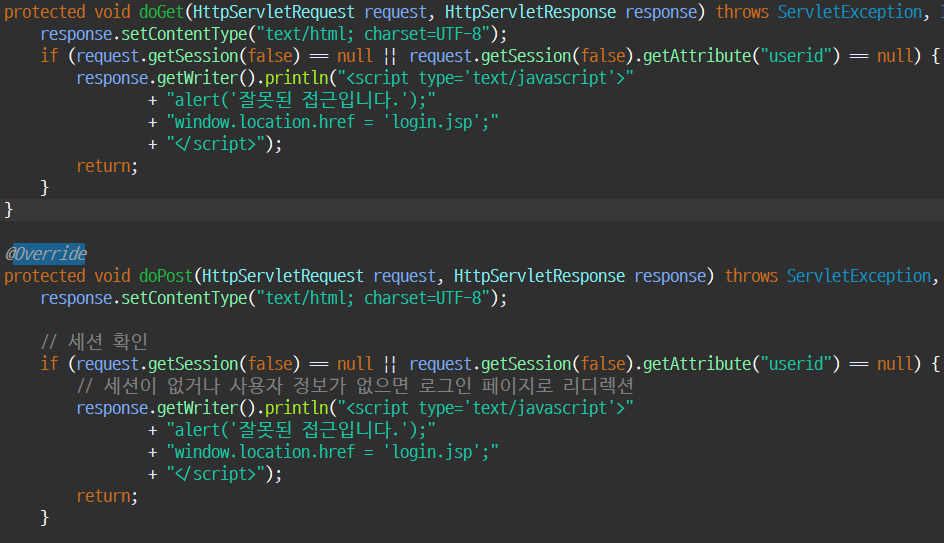 protected void doGet(HttpServletRequest request, HttpServletResponse response) throws ServletException,
response.setContentType("text/html; charset=UTF-8");
if (request.getSession(false) == null || request.getSession(false).getAttribute("userid") == null) {
response.getWriter().println("<script type='text/javascript'>"
+ "alert('잘못된 접근입니다.');"
+ "window.location.href = 'login.jsp';"
+ "</script>");
return;
}
}
@Override
protected void doPost(HttpServletRequest request, HttpServletResponse response) throws ServletException,
response.setContentType("text/html; charset=UTF-8");
// 세션 확인
if (request.getSession(false) == null || request.getSession(false).getAttribute("userid") == null) {
// 세션이 없거나 사용자 정보가 없으면 로그인 페이지로 리디렉션
response.getWriter().println("<script type='text/javascript'>"
+ "alert('잘못된 접근입니다.');"
+ "window.location.href = 'login.jsp';"
+ "</script>");
return;
}